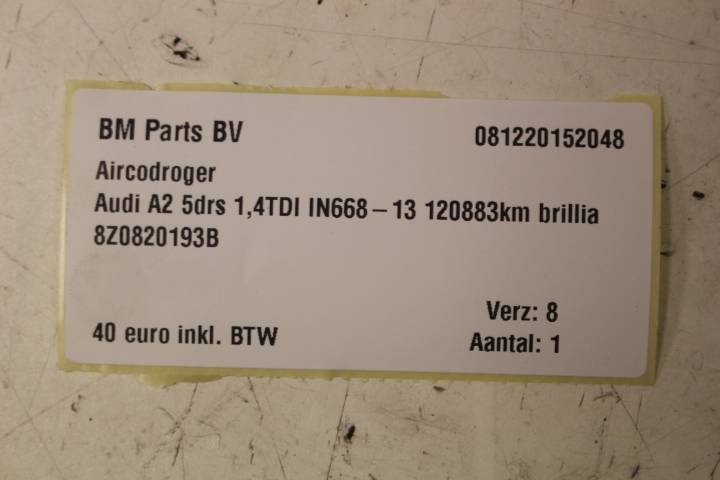 BM Parts BV 081220152048
Aircodroger
Audi A2 5drs 1,4TDI IN668-13 120883km brillia
8Z0820193B
Verz: 8
40 euro inkl. BTW
Aantal: 1